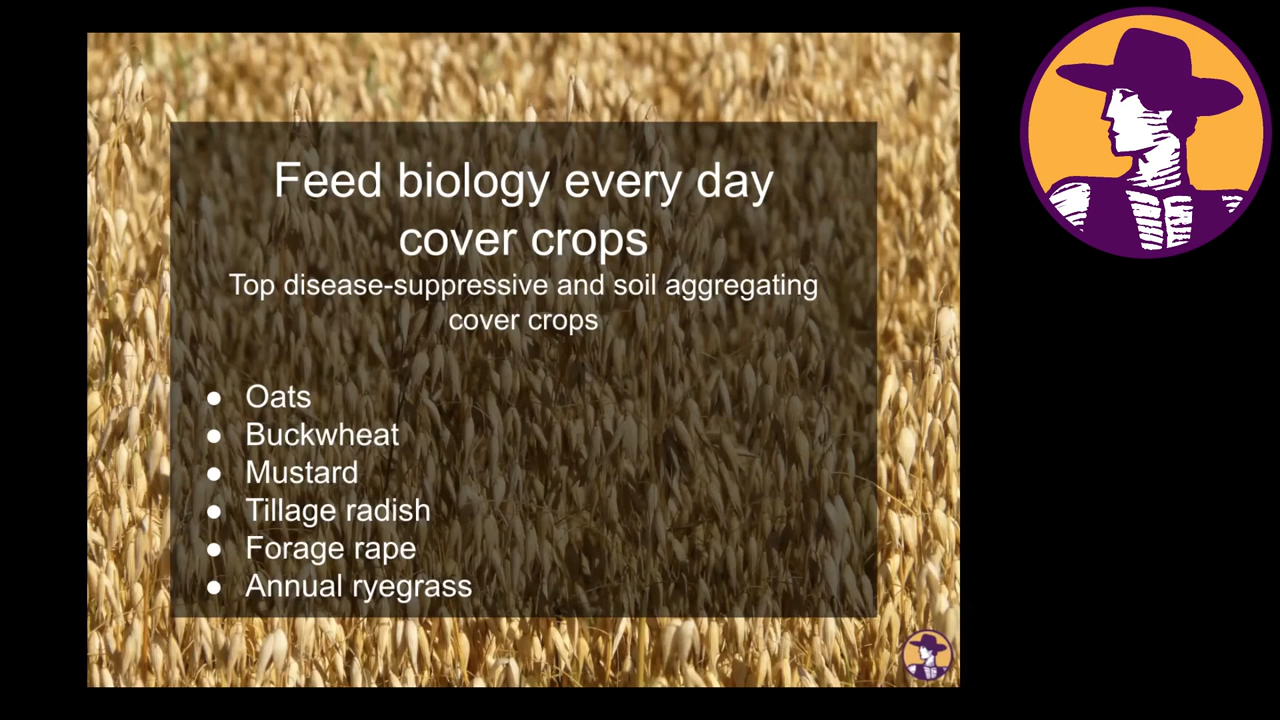 Feed biology every day
cover crops
Top disease-suppressive and soil aggregating
cover crops
● Oats
● Buckwheat
● Mustard
● Tillage radish
● Forage rape
● Annual ryegrass